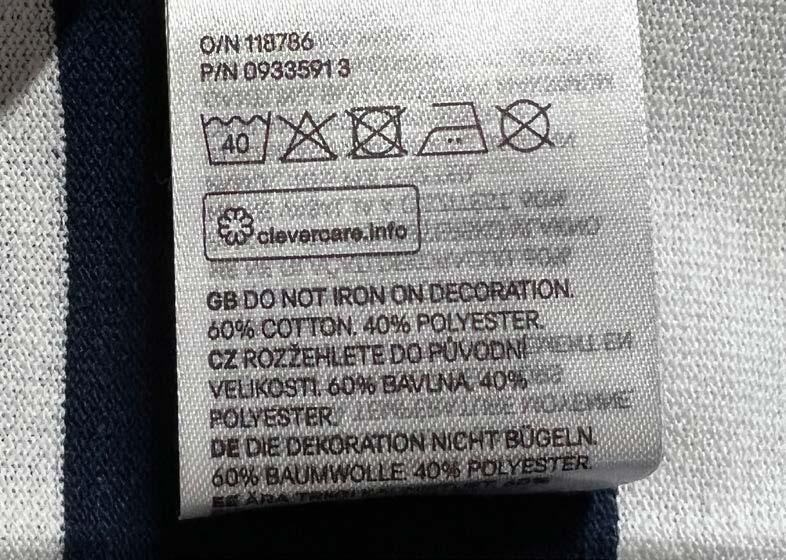 O/N 118786
P/N 0933591 3
40
clevercare.info
GB DO NOT IRON ON DECORATION.
60% COTTON. 40% POLYESTER.
CZ ROZŽEHLETE DO PŮVODNÍ
VELIKOSTI. 60% BAVLNA. 40%
POLYESTER.
DE DIE DEKORATION NICHT BÜGELN.
60% BAUMWOLLE. 40% POLYESTER.